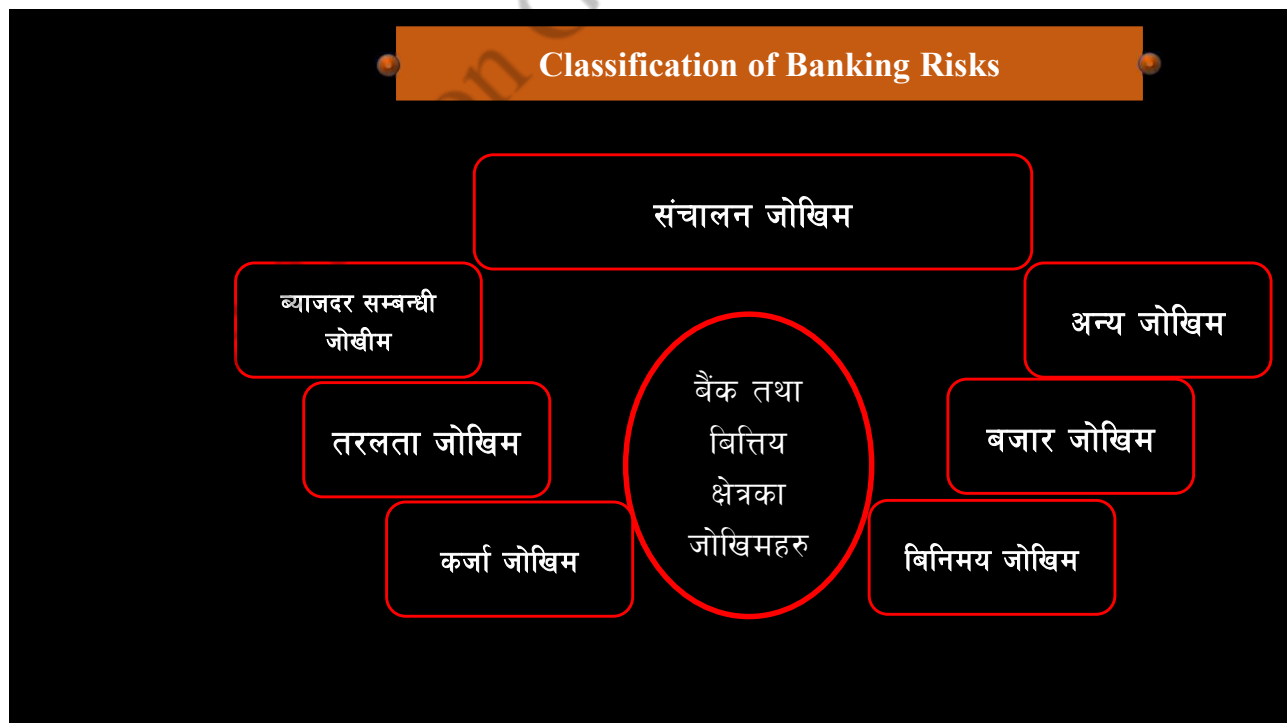 Classification of Banking Risks
संचालन जोखिम
ब्याजदर सम्बन्धी
जोखीम
अन्य जोखिम
तरलता जोखिम
बजार जोखिम
कर्जा जोखिम
बिनिमय जोखिम
बैंक तथा
बित्तिय
क्षेत्रका
जोखिमहरु